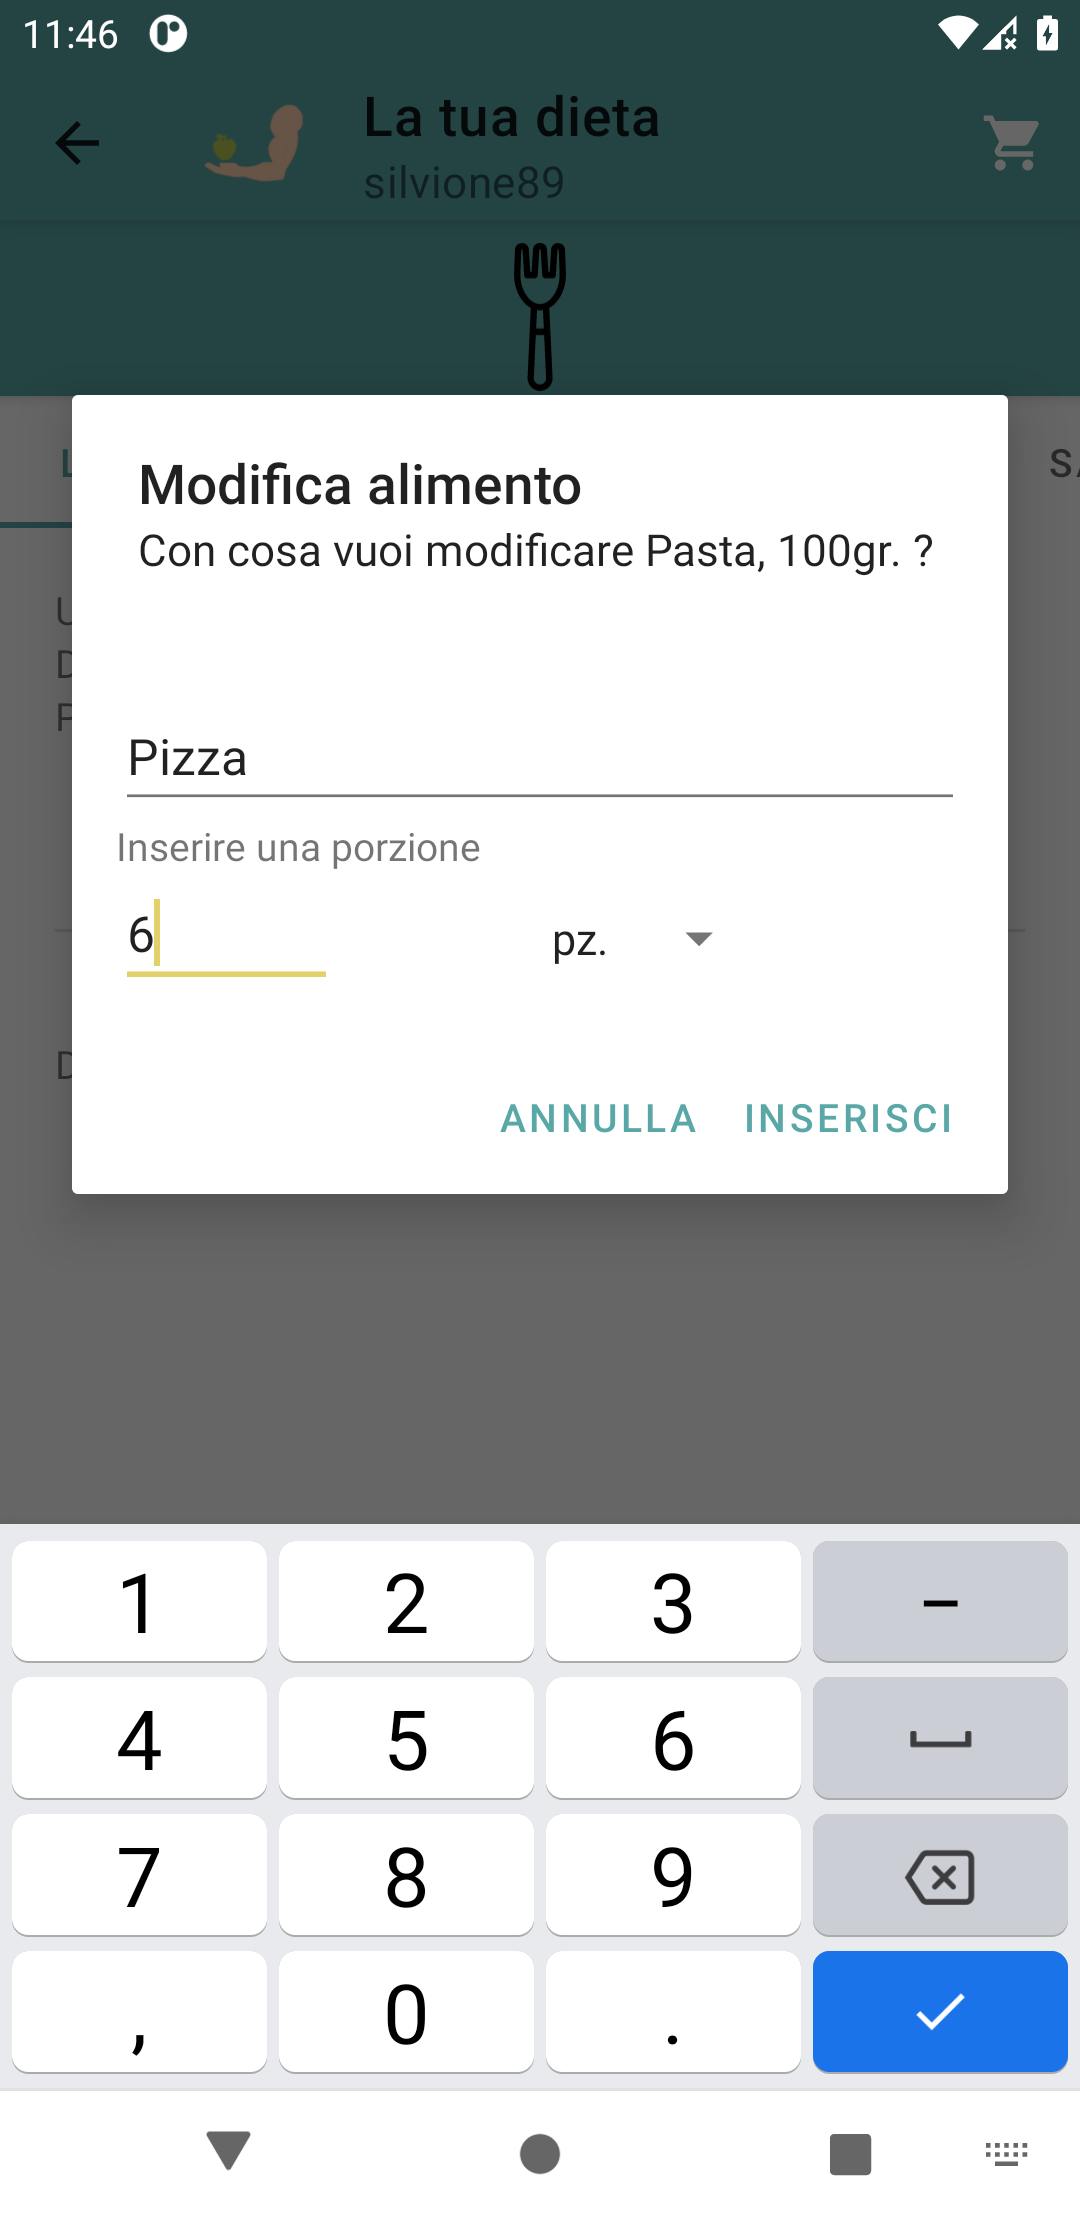 11:46
La tua dieta
silvione89
L
SA
Modifica alimento
Con cosa vuoi modificare Pasta, 100gr. ?
U
D
P
Pizza
Inserire una porzione
6
pz.
D
ANNULLA INSERISCI
1 2 3 –
4 5 6
7 8 9
, 0 .